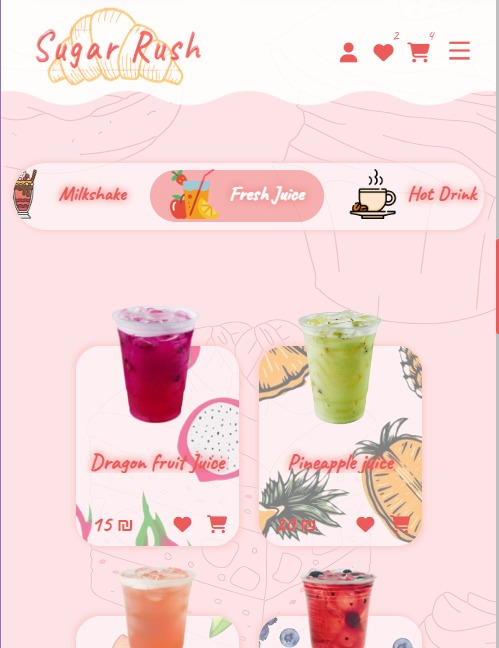 Sugar Rush
2
4
Milkshake
Fresh Juice
Hot Drink
Dragon fruit Juice
Pineapple juice
15 ₪
20 ₪